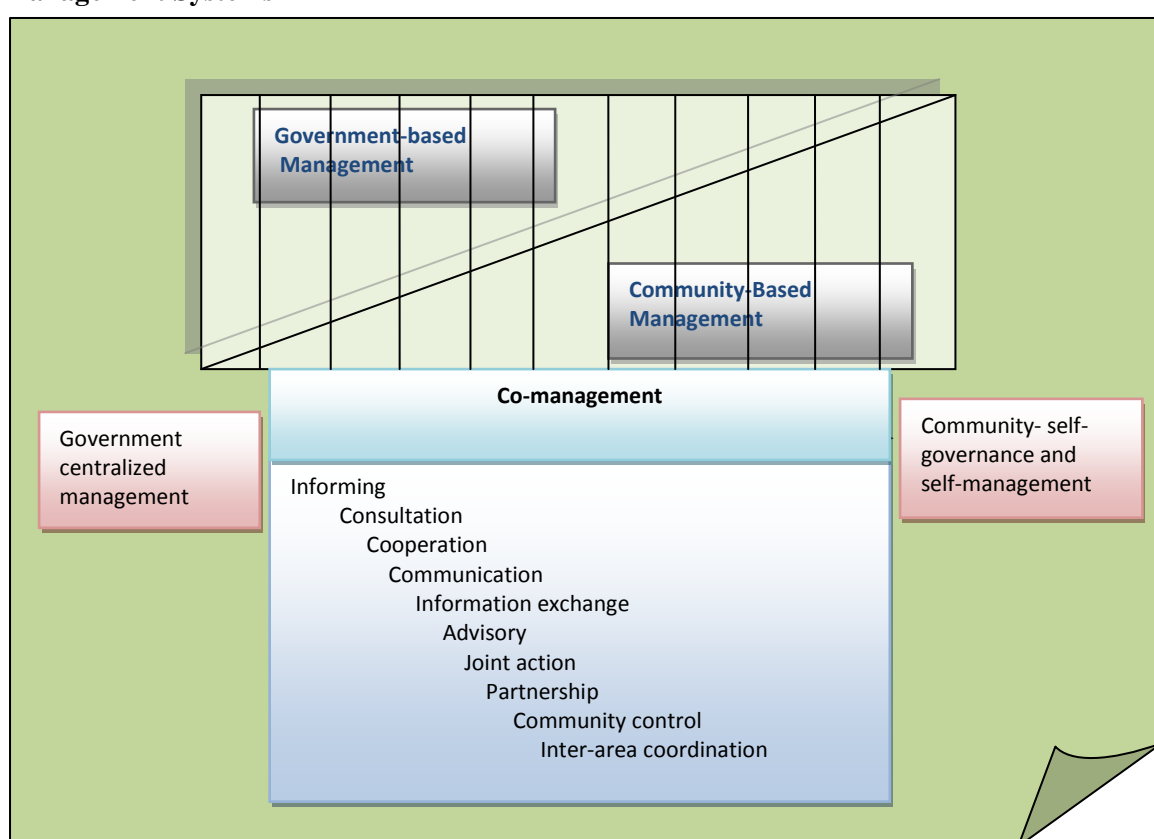 Government-based
Management
Community-Based
Management
Co-management
Government
centralized
management
Community- self-
governance and
self-management
Informing
Consultation
Cooperation
Communication
Information exchange
Advisory
Joint action
Partnership
Community control
Inter-area coordination